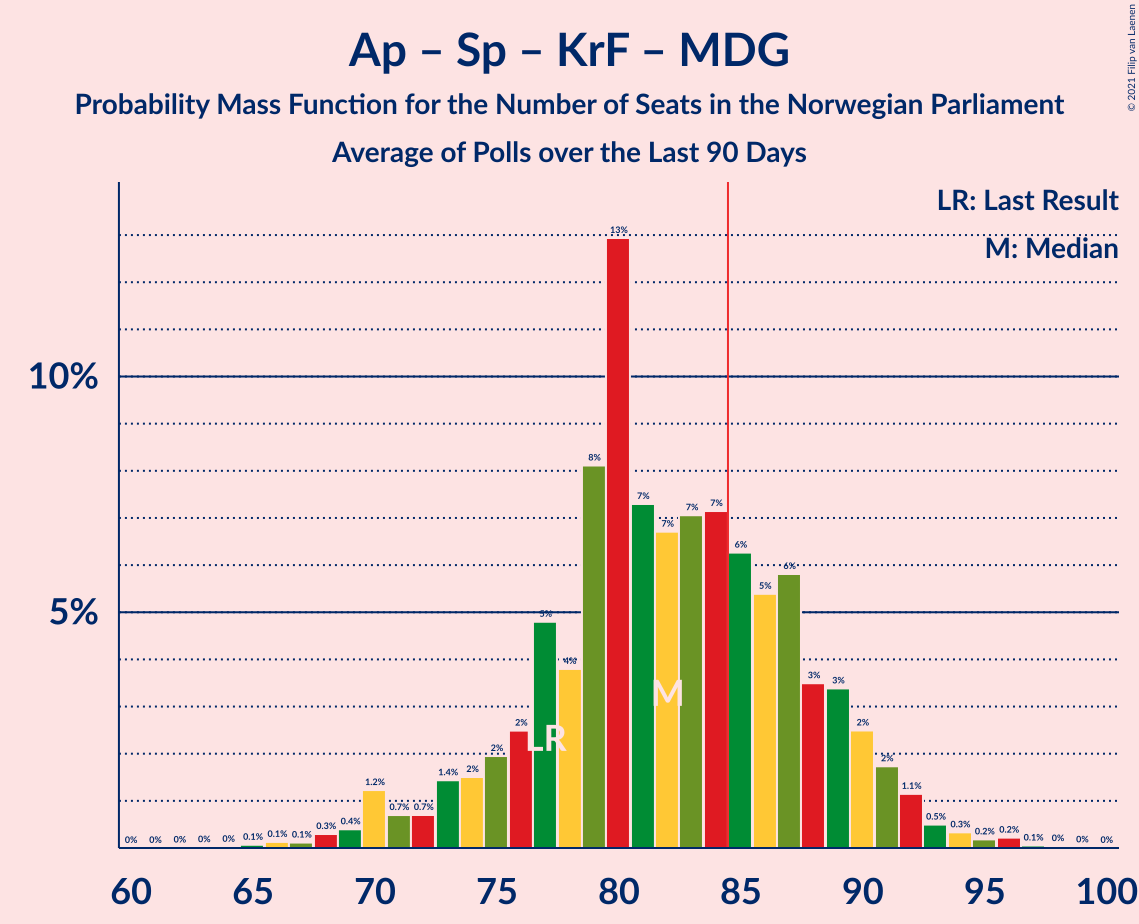 © 2021 Filip van Laenen
Ap – Sp – KrF – MDG
Probability Mass Function for the Number of Seats in the Norwegian Parliament
Average of Polls over the Last 90 Days
LR: Last Result
M: Median
10%
5%
0% 0% 0% 0% 0% 0.1% 0.1% 0.1% 0.3% 0.4% 1.2% 0.7% 0.7% 1.4% 2% 2% 2% 5% 4% 8% 13% 7% 7% 7% 7% 6% 5% 6% 3% 3% 2% 2% 1.1% 0.5% 0.3% 0.2% 0.2% 0.1% 0% 0% 0%
LR
M
60 65 70 75 80 85 90 95 100